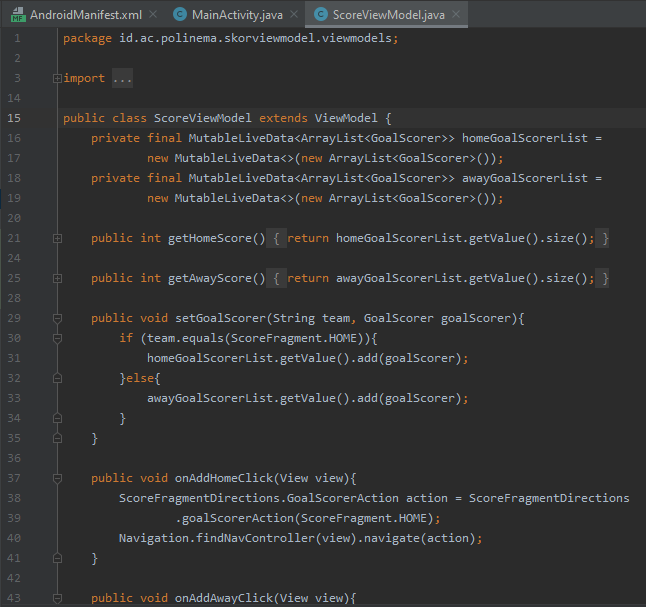 AndroidManifest.xml MainActivity.java ScoreViewModel.java
1 package id.ac.polinema.skorviewmodel.viewmodels;
2
3 import ...
14
15 public class ScoreViewModel extends ViewModel {
16 private final MutableLiveData<ArrayList<GoalScorer>> homeGoalScorerList =
17 new MutableLiveData<>(new ArrayList<GoalScorer>());
18 private final MutableLiveData<ArrayList<GoalScorer>> awayGoalScorerList =
19 new MutableLiveData<>(new ArrayList<GoalScorer>());
20
21 public int getHomeScore() { return homeGoalScorerList.getValue().size(); }
24
25 public int getAwayScore() { return awayGoalScorerList.getValue().size(); }
28
29 public void setGoalScorer(String team, GoalScorer goalScorer){
30 if (team.equals(ScoreFragment.HOME)){
31 homeGoalScorerList.getValue().add(goalScorer);
32 }else{
33 awayGoalScorerList.getValue().add(goalScorer);
34 }
35 }
36
37 public void onAddHomeClick(View view){
38 ScoreFragmentDirections.GoalScorerAction action = ScoreFragmentDirections
39 .goalScorerAction(ScoreFragment.HOME);
40 Navigation.findNavController(view).navigate(action);
41 }
42
43 public void onAddAwayClick(View view){